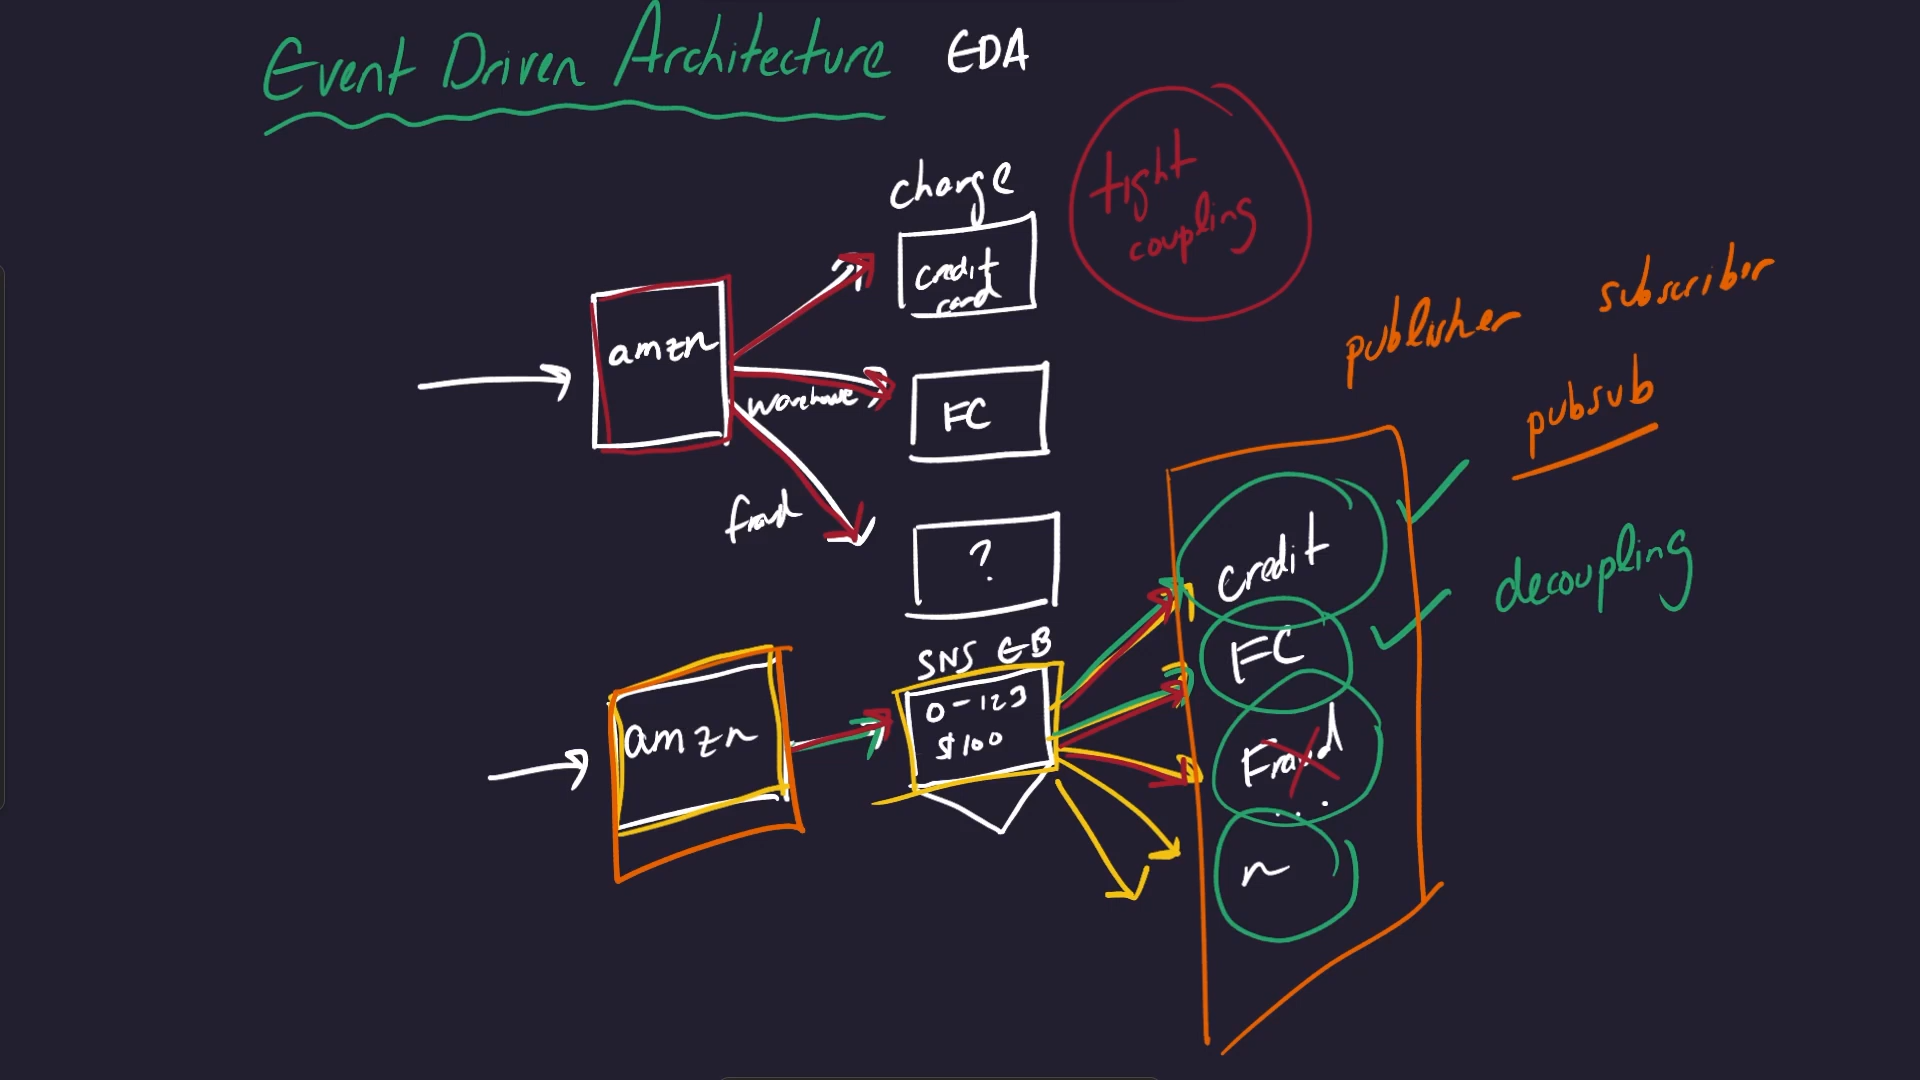 Event Driven Architecture EDA
charge
tight
coupling
credit
card
amzn
warehouse
FC
fraud
?
publisher
subscriber
pubsub
decoupling
SNS EB
0-123
$100
amzn
credit
FC
Fraud
n